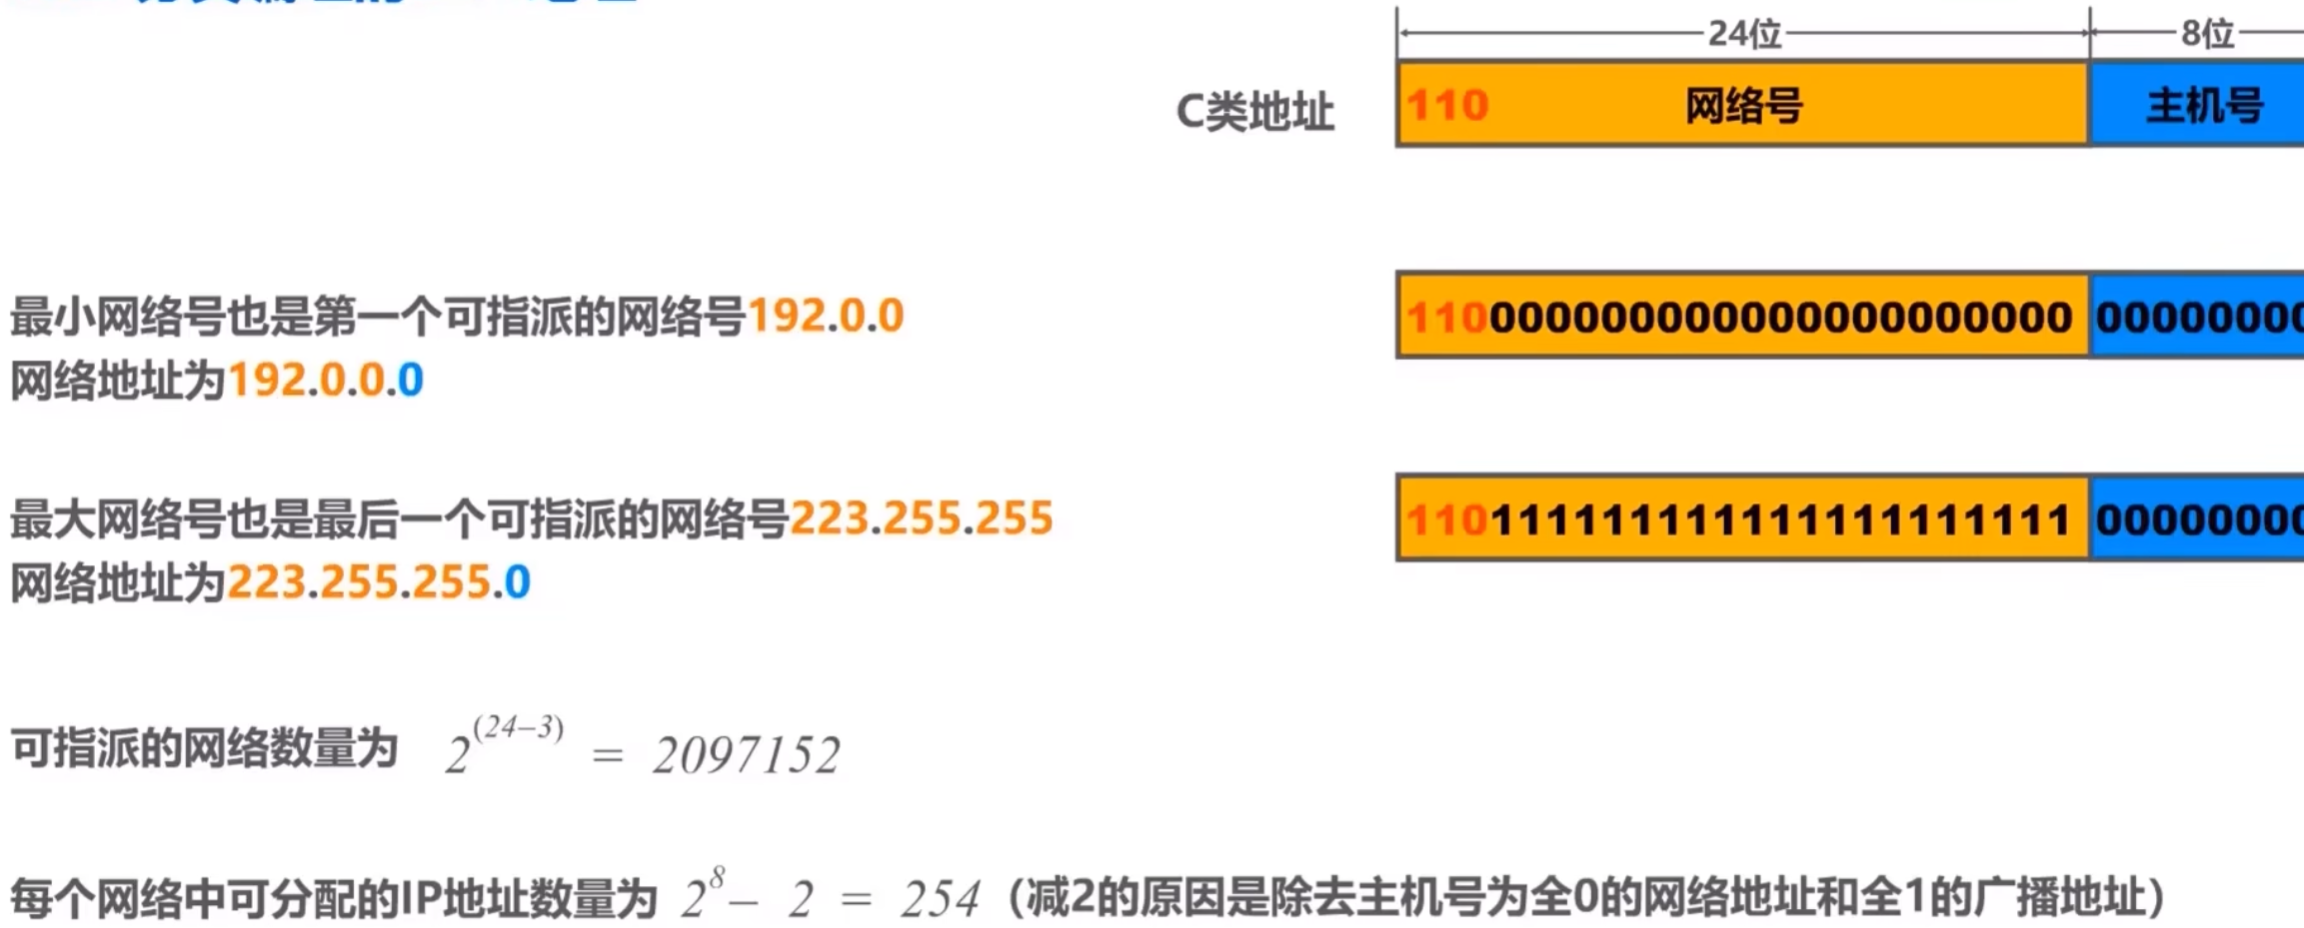 24位 8位
C类地址 110 网络号 主机号
最小网络号也是第一个可指派的网络号192.0.0
110000000000000000000000 00000000
网络地址为192.0.0.0
最大网络号也是最后一个可指派的网络号223.255.255
110111111111111111111111 00000000
网络地址为223.255.255.0
可指派的网络数量为 2^(24–3) = 2097152
每个网络中可分配的IP地址数量为 2^8– 2 = 254（减2的原因是除去主机号为全0的网络地址和全1的广播地址）